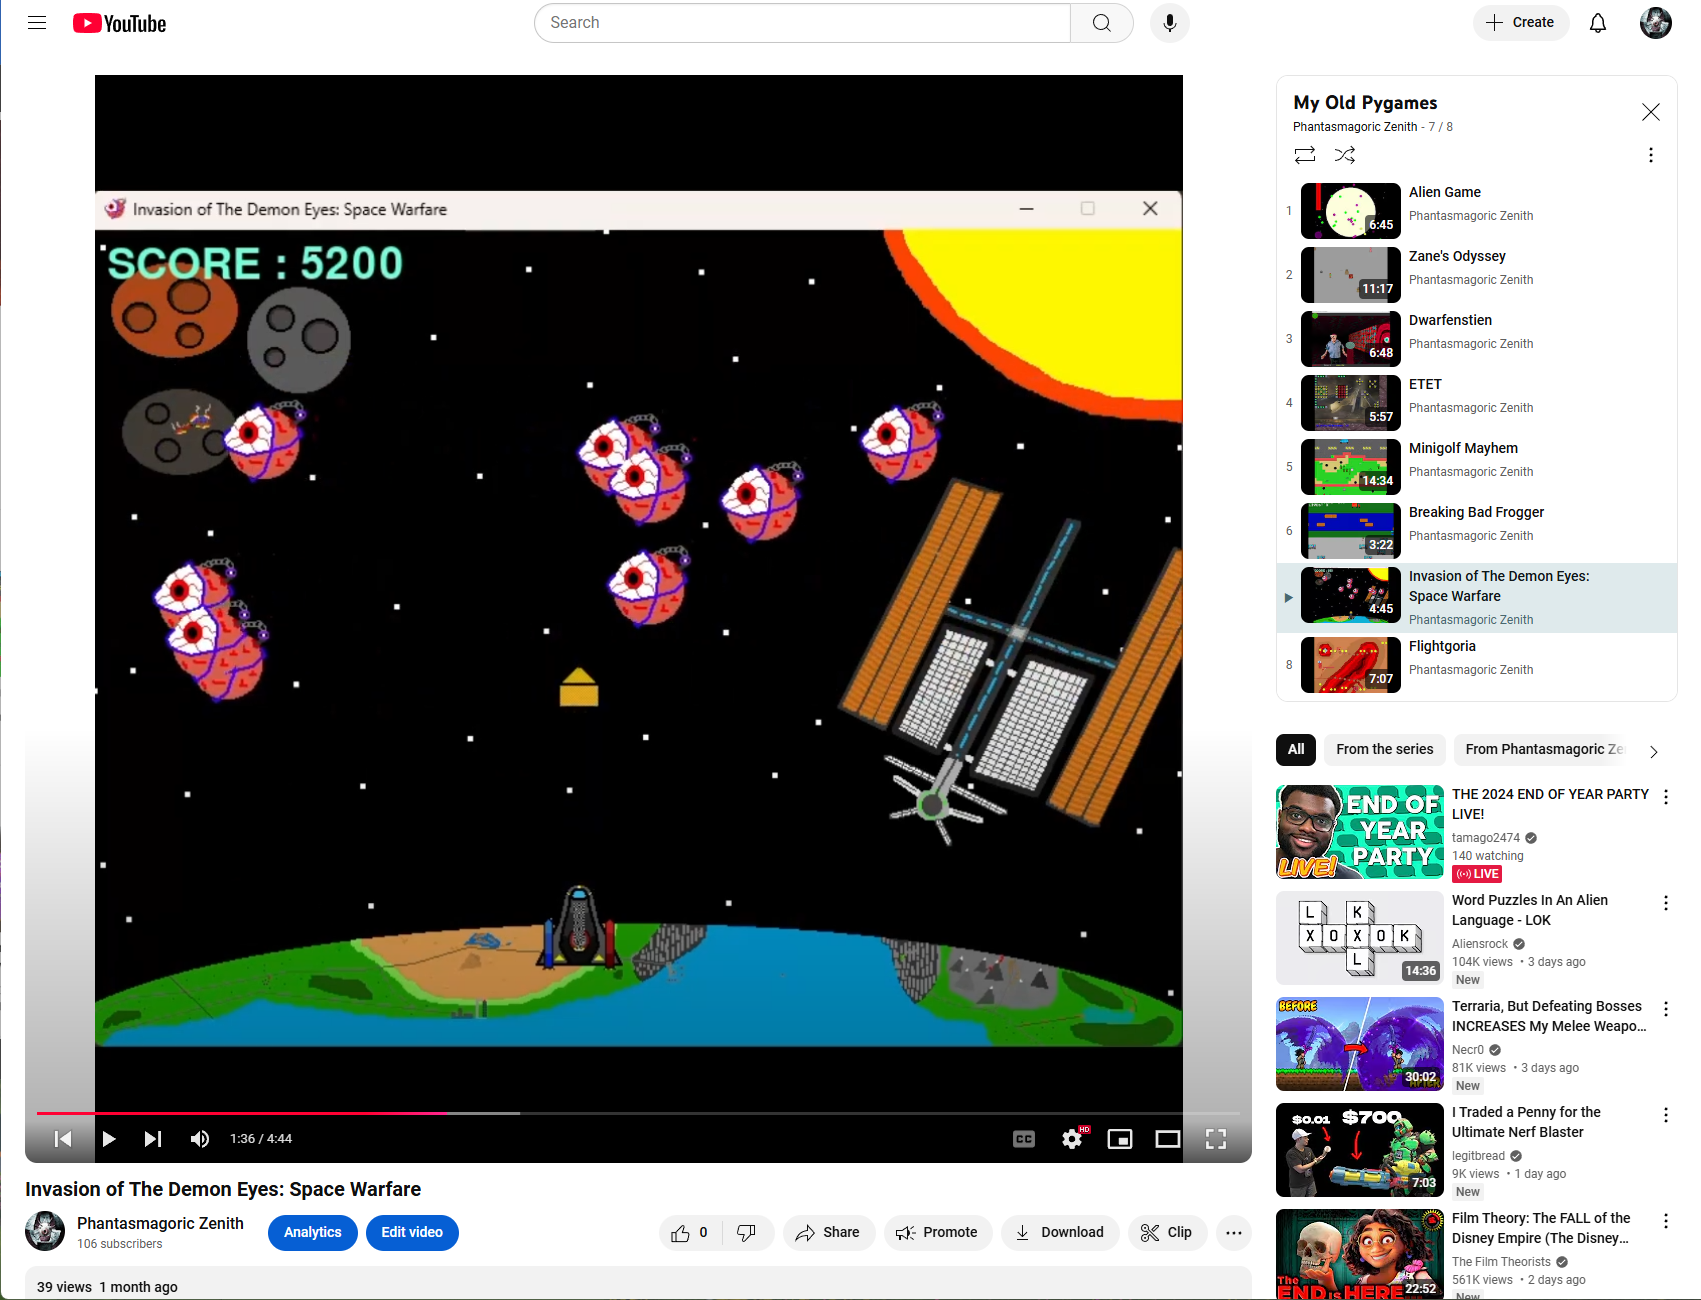 YouTube
Search
Create
Invasion of The Demon Eyes: Space Warfare
SCORE : 5200
1:36 / 4:44
CC
HD
Invasion of The Demon Eyes: Space Warfare
Phantasmagoric Zenith
106 subscribers
Analytics
Edit video
0
Share
Promote
Download
Clip
39 views 1 month ago
My Old Pygames
Phantasmagoric Zenith - 7 / 8
1
6:45
Alien Game
Phantasmagoric Zenith
2
11:17
Zane's Odyssey
Phantasmagoric Zenith
3
6:48
Dwarfenstien
Phantasmagoric Zenith
4
5:57
ETET
Phantasmagoric Zenith
5
14:34
Minigolf Mayhem
Phantasmagoric Zenith
6
3:22
Breaking Bad Frogger
Phantasmagoric Zenith
4:45
Invasion of The Demon Eyes:
Space Warfare
Phantasmagoric Zenith
8
7:07
Flightgoria
Phantasmagoric Zenith
All
From the series
From Phantasmagoric Ze
END OF
YEAR
PARTY
LIVE!
THE 2024 END OF YEAR PARTY
LIVE!
tamago2474
140 watching
LIVE
L K
X O X O K
L
14:36
Word Puzzles In An Alien
Language - LOK
Aliensrock
104K views • 3 days ago
New
BEFORE
AFTER
30:02
Terraria, But Defeating Bosses
INCREASES My Melee Weapo...
Necr0
81K views • 3 days ago
New
$0.01 $700
7:03
I Traded a Penny for the
Ultimate Nerf Blaster
legitbread
9K views • 1 day ago
New
The
END IS HERE
22:52
Film Theory: The FALL of the
Disney Empire (The Disney...
The Film Theorists
561K views • 2 days ago
New